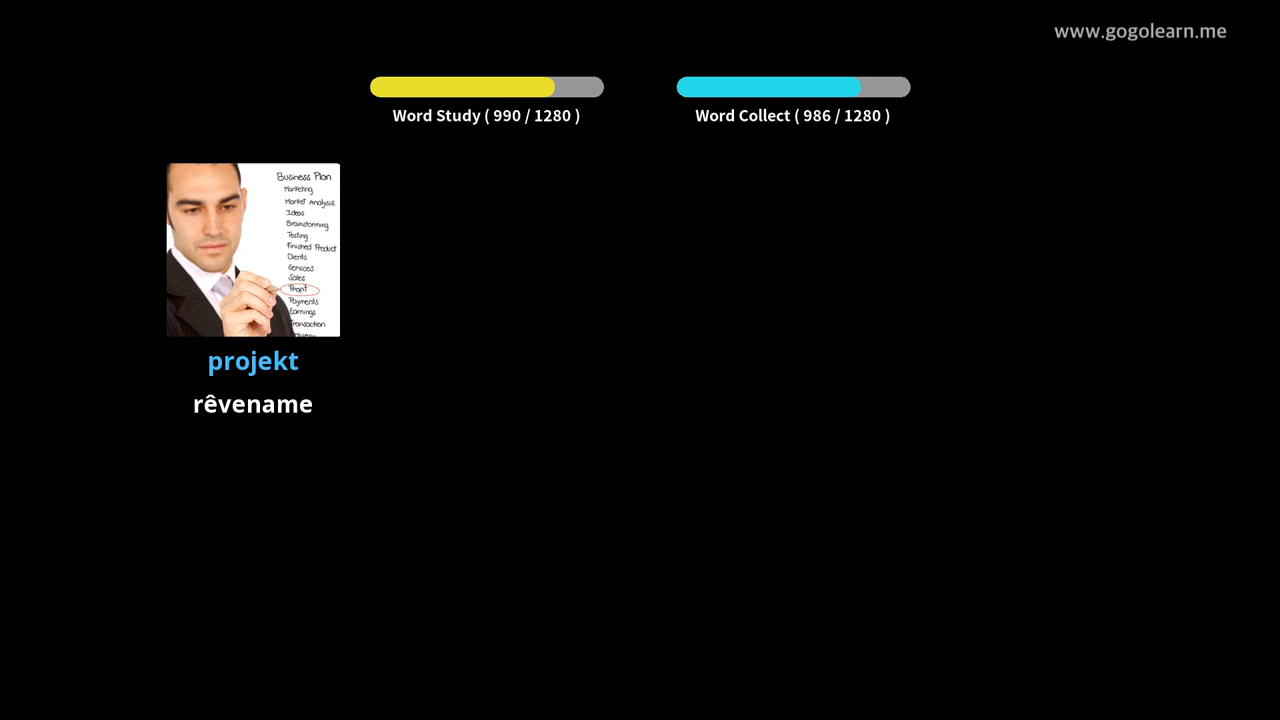 www.gogolearn.me
Word Study ( 990 / 1280 )
Word Collect ( 986 / 1280 )
Business Plan
Marketing
Market Analysis
Ideas
Brainstorming
Testing
Finished Product
Clients
Services
Sales
Profit
Payments
Earnings
Transaction
Delivery
projekt
rêvename